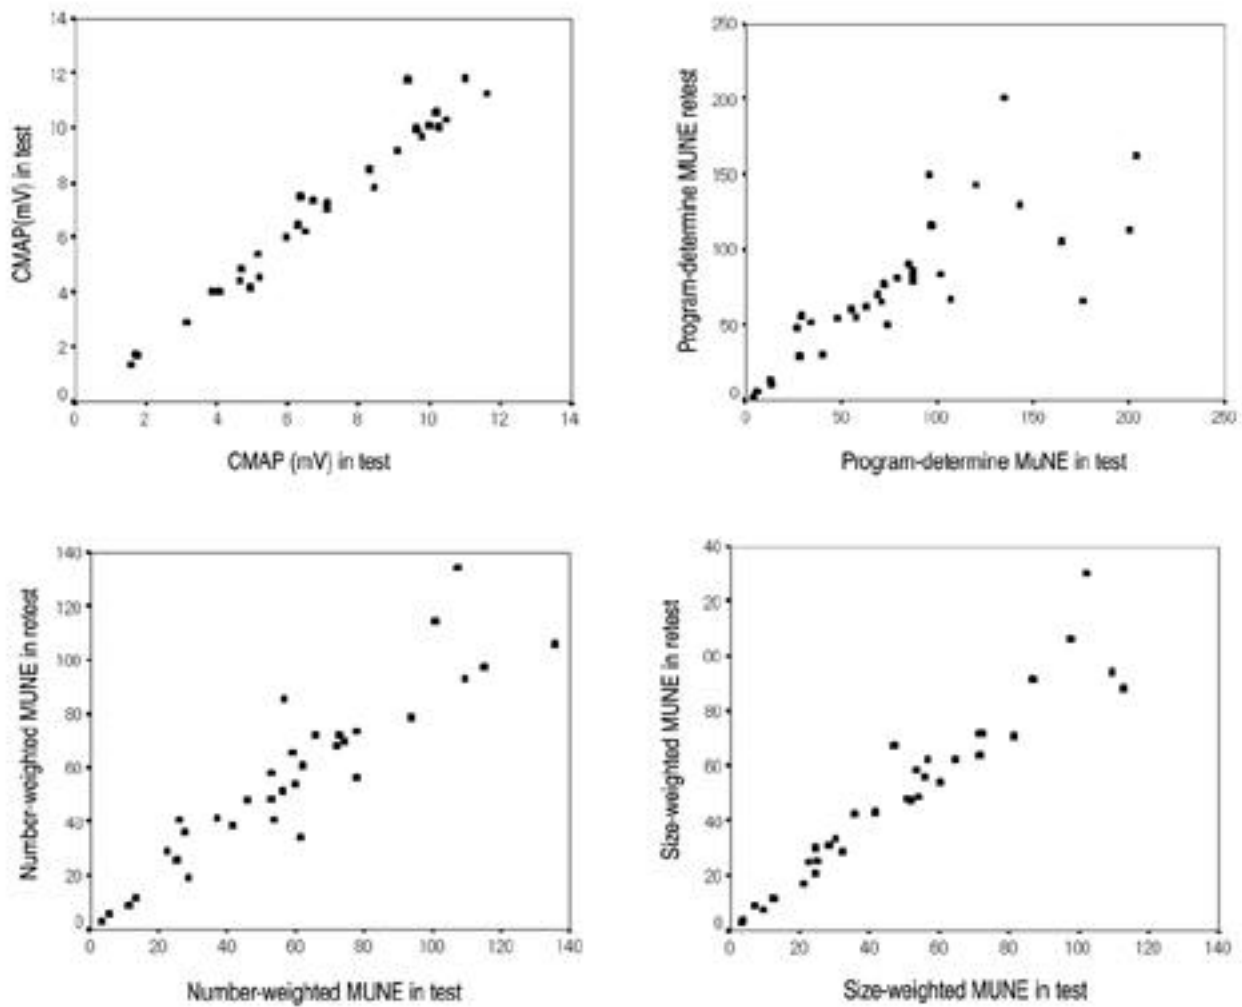 14
12
10
8
6
4
2
0
CMAP(mV) in test
0 2 4 6 8 10 12 14
CMAP (mV) in test
250
200
150
100
50
0
Program-determine MUNE retest
0 50 100 150 200 250
Program-determine MuNE in test
140
120
100
80
60
40
20
0
Number-weighted MUNE in retest
0 20 40 60 80 100 120 140
Number-weighted MUNE in test
40
20
00
80
60
40
20
0
Size-weighted MUNE in retest
0 20 40 60 80 100 120 140
Size-weighted MUNE in test